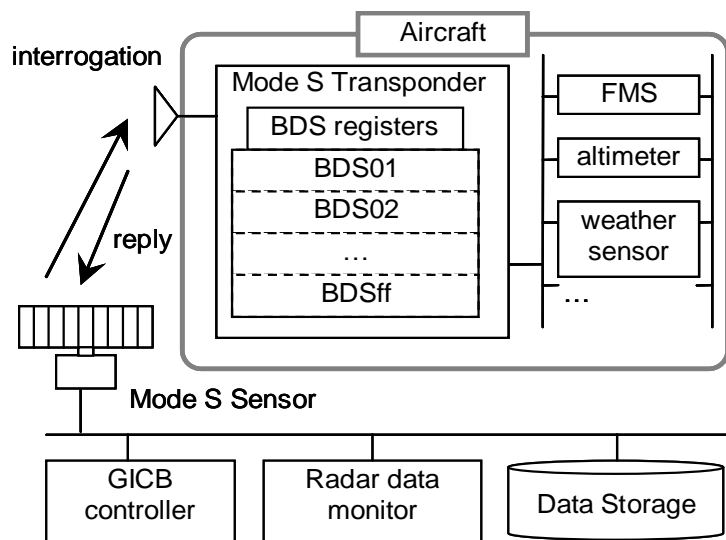 Aircraft
interrogation
Mode S Transponder
BDS registers
BDS01
BDS02
...
BDSff
FMS
altimeter
weather
sensor
...
reply
Mode S Sensor
GICB
controller
Radar data
monitor
Data Storage